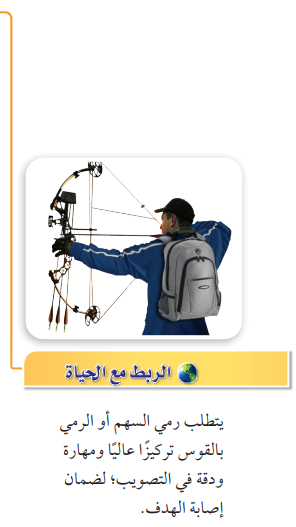 الربط مع الحياة
يتطلب رمي السهم أو الرمي
بالقوس تركيزًا عاليًا ومهارة
ودقة في التصويب؛ لضمان
إصابة الهدف.